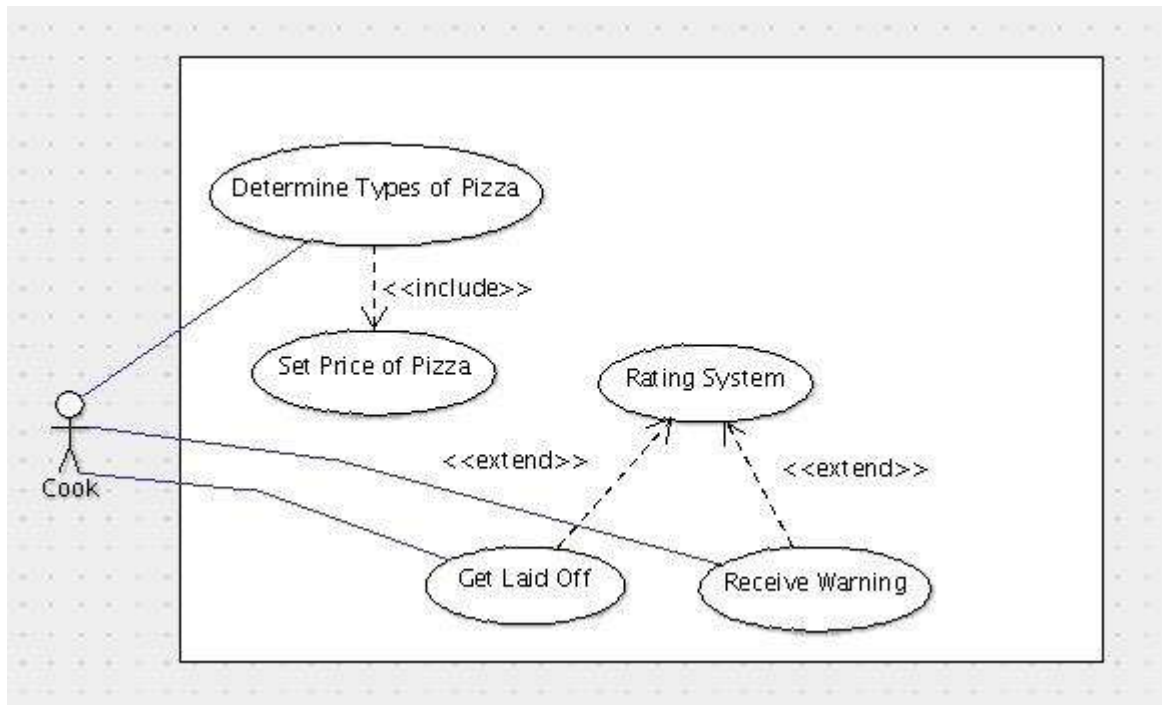 Determine Types of Pizza
<<include>>
Set Price of Pizza
Rating System
Cook
<<extend>>
<<extend>>
Get Laid Off
Receive Warning